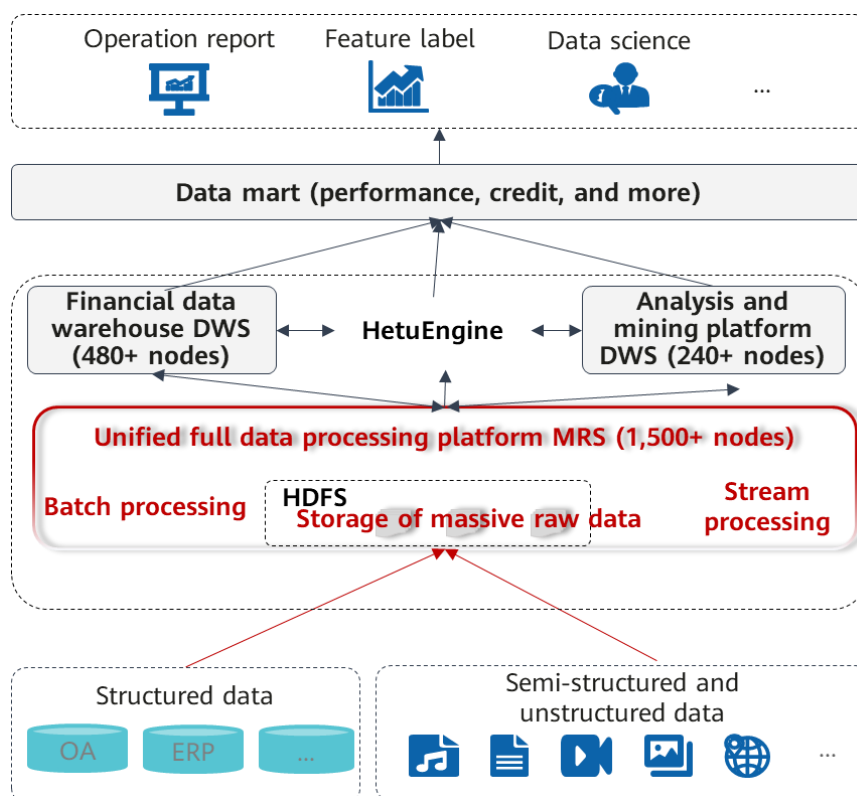 Operation report
Feature label
Data science
...
Data mart (performance, credit, and more)
Financial data
warehouse DWS
(480+ nodes)
HetuEngine
Analysis and
mining platform
DWS (240+ nodes)
Unified full data processing platform MRS (1,500+ nodes)
Batch processing
HDFS
Storage of massive raw data
Stream
processing
Structured data
OA
ERP
...
Semi-structured and
unstructured data
...